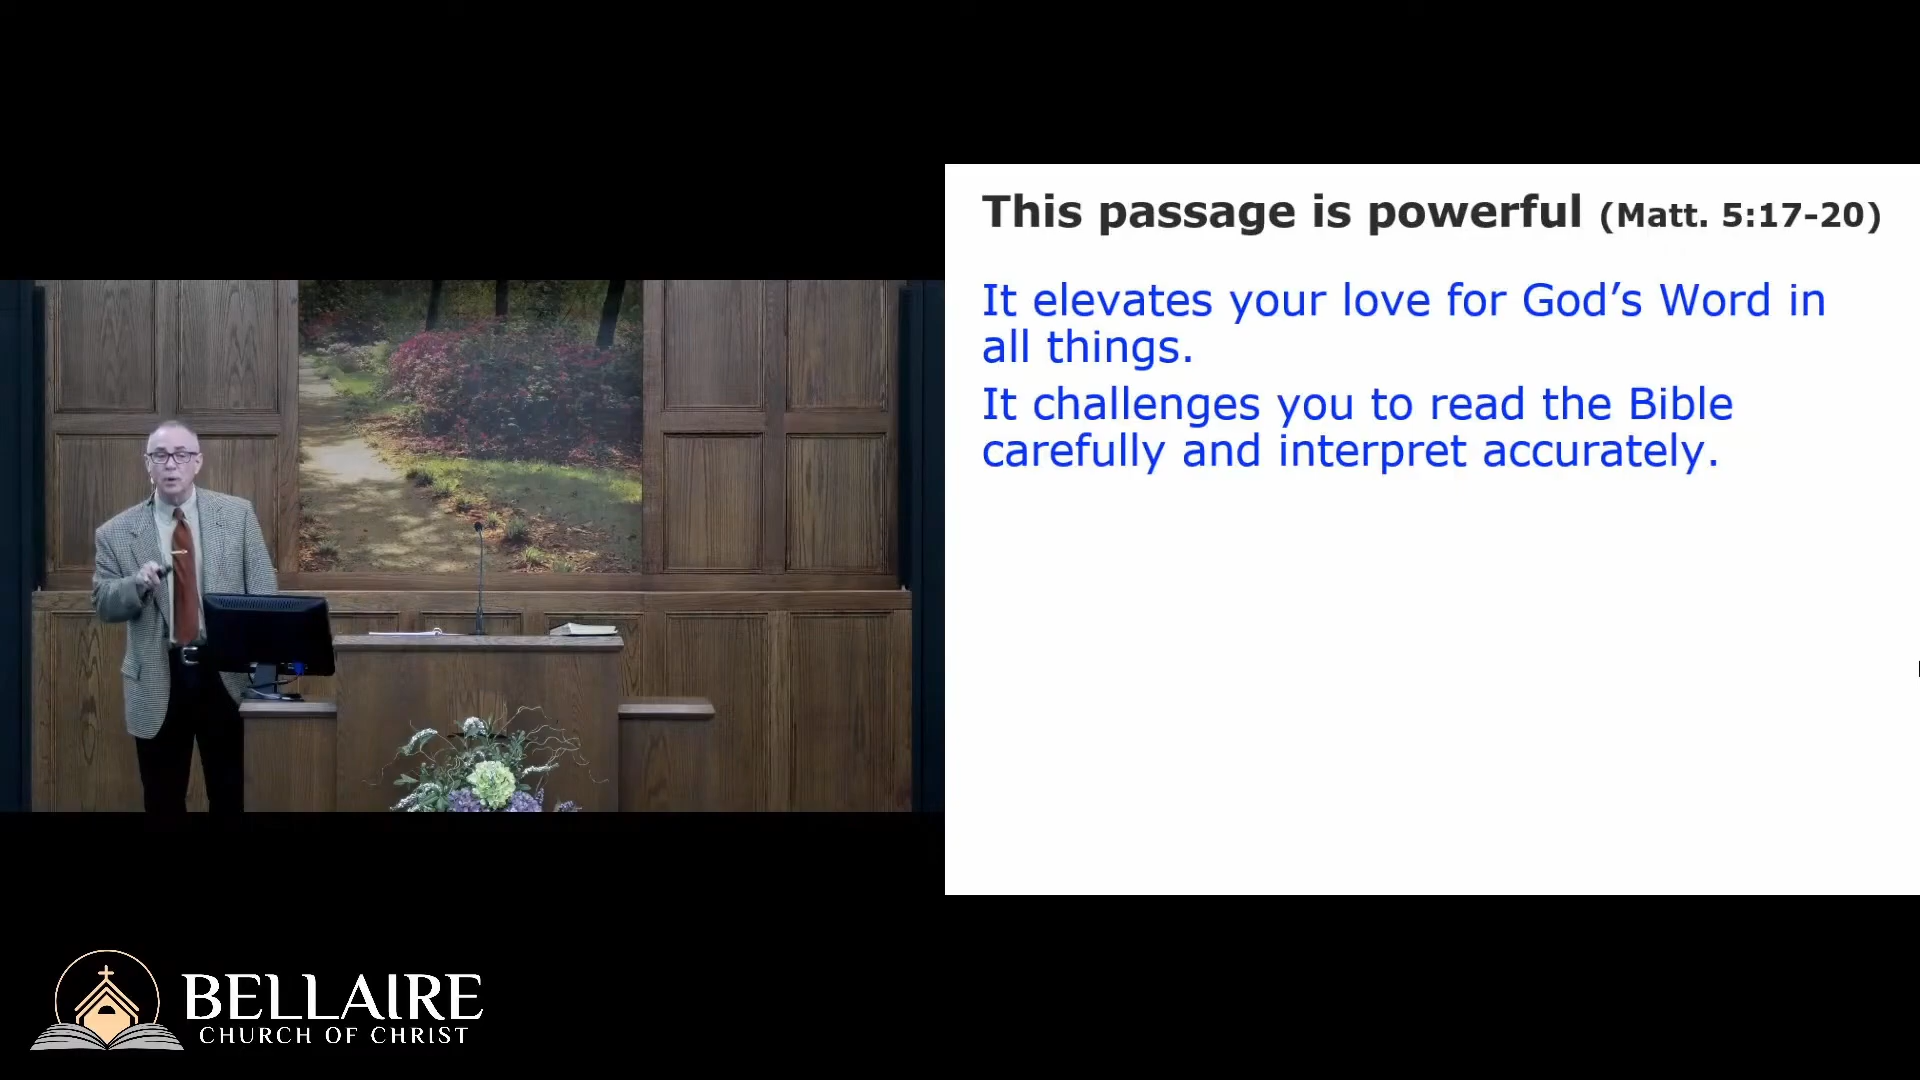 This passage is powerful (Matt. 5:17-20)
It elevates your love for God’s Word in
all things.
It challenges you to read the Bible
carefully and interpret accurately.
BELLAIRE
CHURCH OF CHRIST